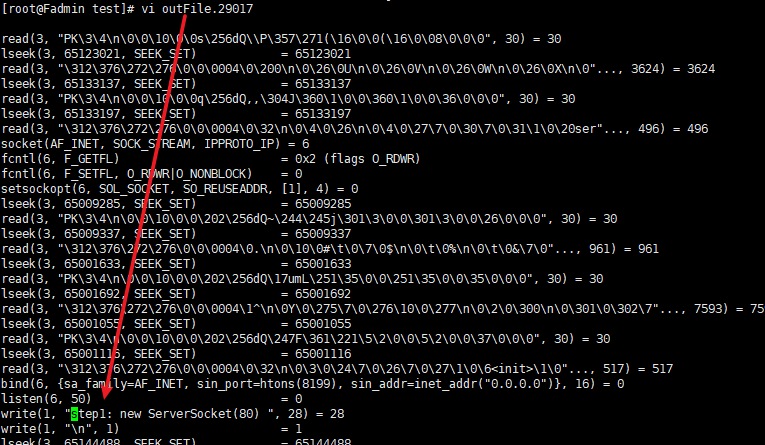 [root@Fadmin test]# vi outFile.29017
read(3, "PK\3\4\n\0\0\10\0\0s\256dQ\\P\357\271(\16\0\0(\16\0\08\0\0\0", 30) = 30
lseek(3, 65123021, SEEK_SET) = 65123021
read(3, "\312\376\272\276\0\0\0004\0\200\n\0\26\0U\n\0\26\0V\n\0\26\0W\n\0\26\0X\n\0"..., 3624) = 3624
lseek(3, 65133137, SEEK_SET) = 65133137
read(3, "PK\3\4\n\0\0\10\0\0q\256dQ,,\304J\360\1\0\0\360\1\0\0\36\0\0\0", 30) = 30
lseek(3, 65133197, SEEK_SET) = 65133197
read(3, "\312\376\272\276\0\0\0004\0\32\n\0\4\0\26\n\0\4\0\27\7\0\30\7\0\31\1\0\20ser"..., 496) = 496
socket(AF_INET, SOCK_STREAM, IPPROTO_IP) = 6
fcntl(6, F_GETFL) = 0x2 (flags O_RDWR)
fcntl(6, F_SETFL, O_RDWR|O_NONBLOCK) = 0
setsockopt(6, SOL_SOCKET, SO_REUSEADDR, [1], 4) = 0
lseek(3, 65009285, SEEK_SET) = 65009285
read(3, "PK\3\4\n\0\0\10\0\0\202\256dQ~\244\245j\301\3\0\0\301\3\0\0\26\0\0\0", 30) = 30
lseek(3, 65009337, SEEK_SET) = 65009337
read(3, "\312\376\272\276\0\0\0004\0.\n\0\10\0#\t\0\7\0$\n\0\t\0%\n\0\t\0&\7\0"..., 961) = 961
lseek(3, 65001633, SEEK_SET) = 65001633
read(3, "PK\3\4\n\0\0\10\0\0\202\256dQ\17umL\251\35\0\0\251\35\0\0\35\0\0\0", 30) = 30
lseek(3, 65001692, SEEK_SET) = 65001692
read(3, "\312\376\272\276\0\0\0004\1^\n\0Y\0\275\7\0\276\10\0\277\n\0\2\0\300\n\0\301\0\302\7"..., 7593) = 75
lseek(3, 65001055, SEEK_SET) = 65001055
read(3, "PK\3\4\n\0\0\10\0\0\202\256dQ\247F\361\221\5\2\0\0\5\2\0\0\37\0\0\0", 30) = 30
lseek(3, 65001116, SEEK_SET) = 65001116
read(3, "\312\376\272\276\0\0\0004\0\32\n\0\3\0\24\7\0\26\7\0\27\1\0\6<init>\1\0"..., 517) = 517
bind(6, {sa_family=AF_INET, sin_port=htons(8199), sin_addr=inet_addr("0.0.0.0")}, 16) = 0
listen(6, 50) = 0
write(1, "step1: new ServerSocket(80) ", 28) = 28
write(1, "\n", 1) = 1
lseek(3, 65144488, SEEK_SET) = 65144488